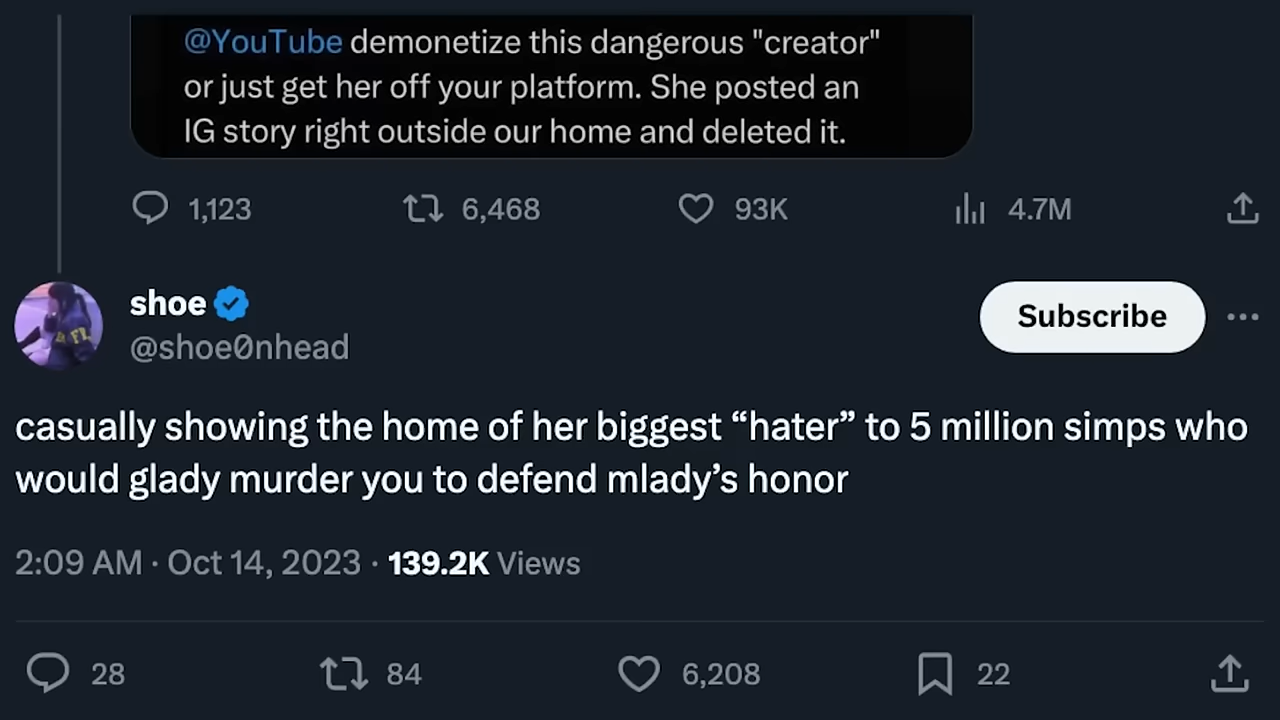 @YouTube demonetize this dangerous "creator"
or just get her off your platform. She posted an
IG story right outside our home and deleted it.
1,123 6,468 93K 4.7M
shoe
@shoe0nhead
Subscribe
casually showing the home of her biggest “hater” to 5 million simps who
would glady murder you to defend mlady’s honor
2:09 AM · Oct 14, 2023 · 139.2K Views
28 84 6,208 22